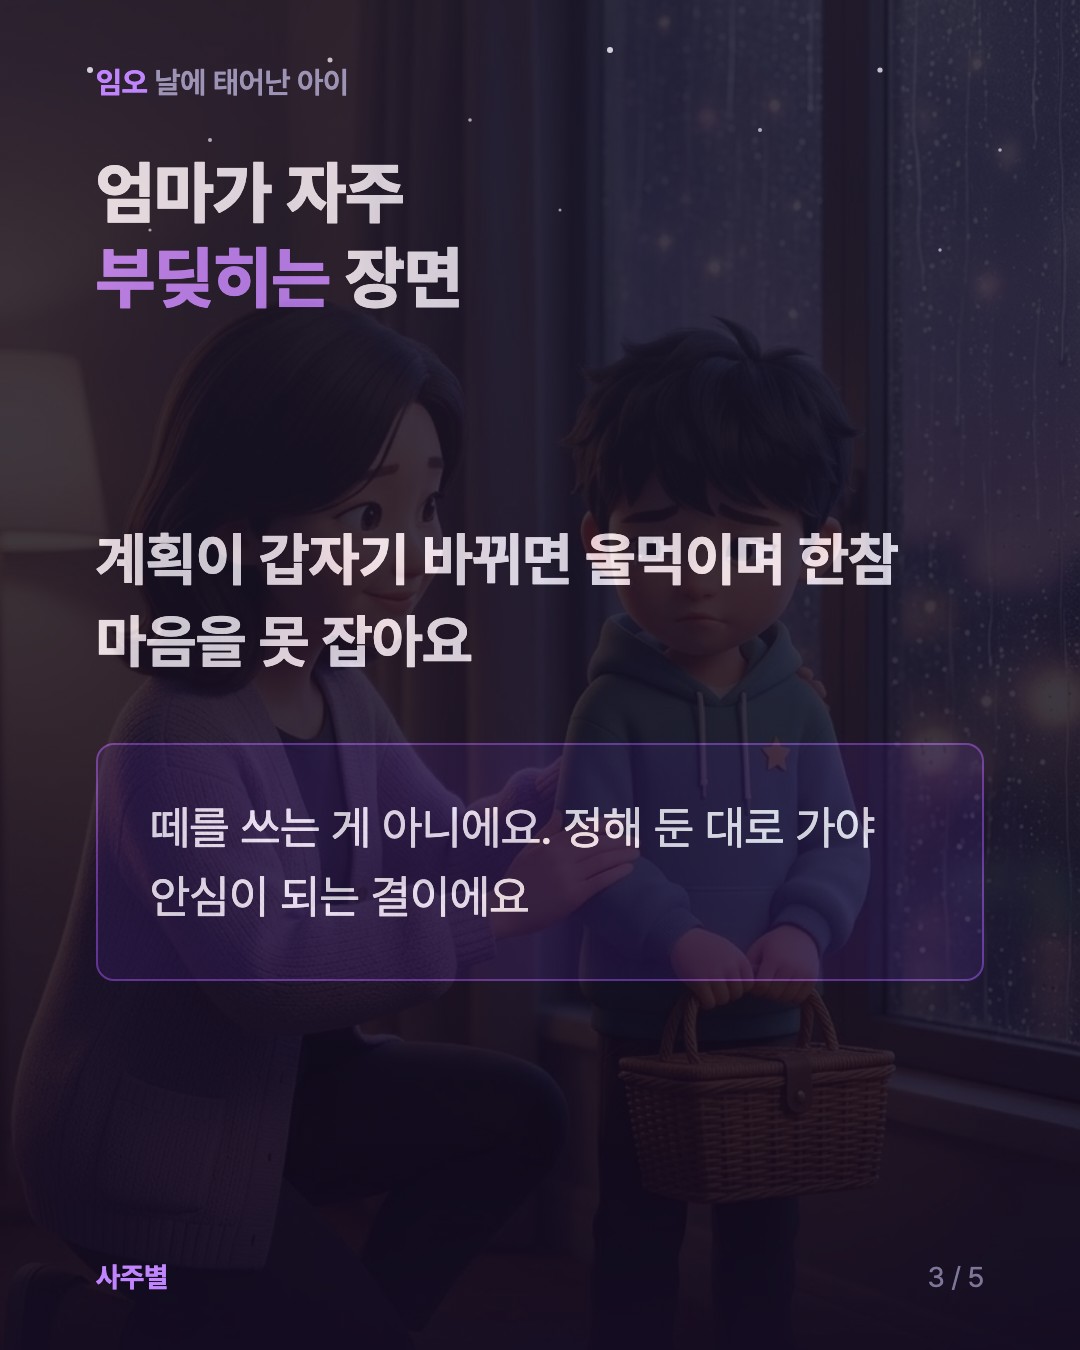 임오 날에 태어난 아이
엄마가 자주
부딪히는 장면
계획이 갑자기 바뀌면 울먹이며 한참
마음을 못 잡아요
떼를 쓰는 게 아니에요. 정해 둔 대로 가야
안심이 되는 결이에요
사주별
3 / 5